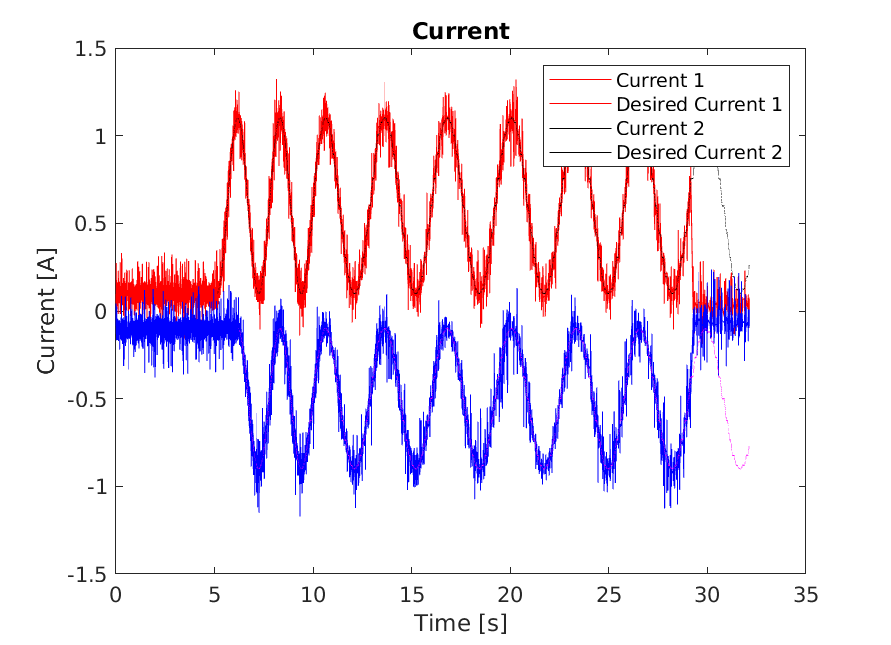 Current
1.5
1
0.5
0
-0.5
-1
-1.5
Current [A]
Current 1
Desired Current 1
Current 2
Desired Current 2
0 5 10 15 20 25 30 35
Time [s]